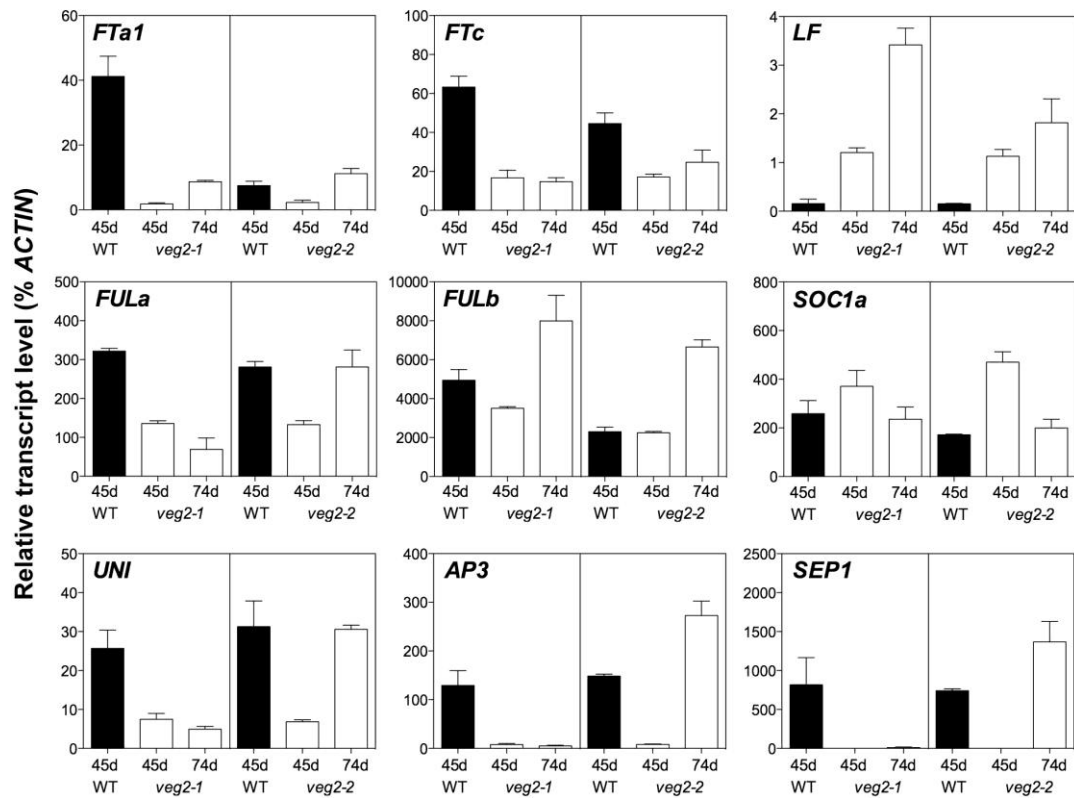 Relative transcript level (% ACTIN)
FTa1
60
40
20
0
45d 45d 74d 45d 45d 74d
WT veg2-1 WT veg2-2
FTc
100
80
60
40
20
0
45d 45d 74d 45d 45d 74d
WT veg2-1 WT veg2-2
LF
4
3
2
1
0
45d 45d 74d 45d 45d 74d
WT veg2-1 WT veg2-2
FULa
500
400
300
200
100
0
45d 45d 74d 45d 45d 74d
WT veg2-1 WT veg2-2
FULb
10000
8000
6000
4000
2000
0
45d 45d 74d 45d 45d 74d
WT veg2-1 WT veg2-2
SOC1a
800
600
400
200
0
45d 45d 74d 45d 45d 74d
WT veg2-1 WT veg2-2
UNI
50
40
30
20
10
0
45d 45d 74d 45d 45d 74d
WT veg2-1 WT veg2-2
AP3
400
300
200
100
0
45d 45d 74d 45d 45d 74d
WT veg2-1 WT veg2-2
SEP1
2500
2000
1500
1000
500
0
45d 45d 74d 45d 45d 74d
WT veg2-1 WT veg2-2